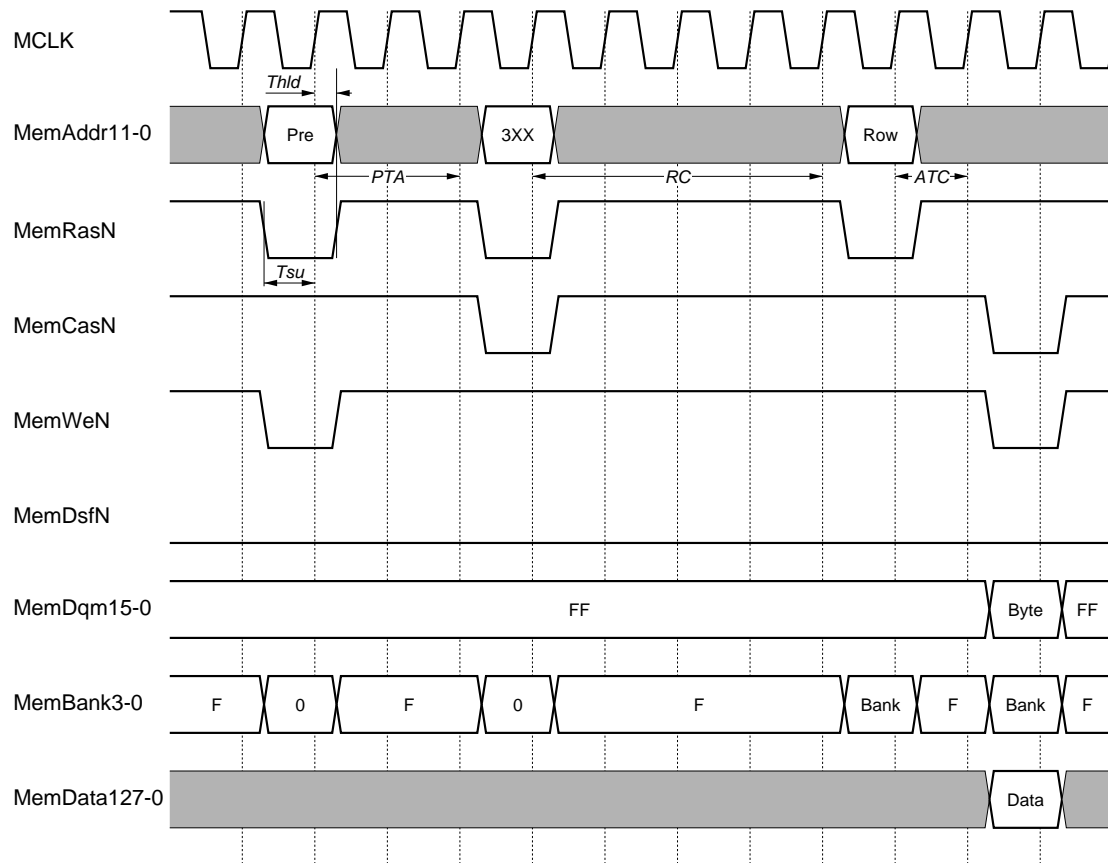 MCLK
Thld
MemAddr11-0 Pre 3XX Row
PTA RC ATC
MemRasN
Tsu
MemCasN
MemWeN
MemDsfN
MemDqm15-0 FF Byte FF
MemBank3-0 F 0 F 0 F Bank F Bank F
MemData127-0 Data